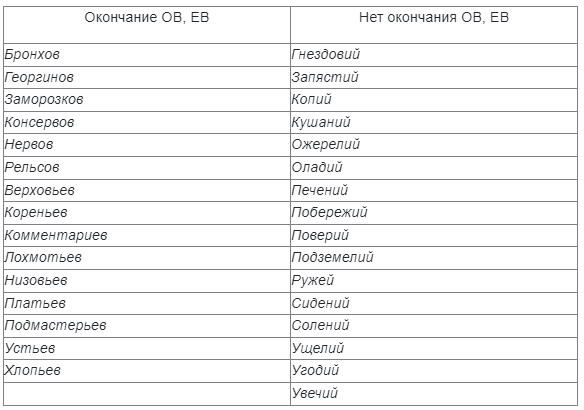 Окончание ОВ, ЕВ Нет окончания ОВ, ЕВ
Бронхов Гнездовий
Георгинов Запястий
Заморозков Копий
Консервов Кушаний
Нервов Ожерелий
Рельсов Оладий
Верховьев Печений
Кореньев Побережий
Комментариев Поверий
Лохмотьев Подземелий
Низовьев Ружей
Платьев Сидений
Подмастерьев Солений
Устьев Ущелий
Хлопьев Угодий
Увечий